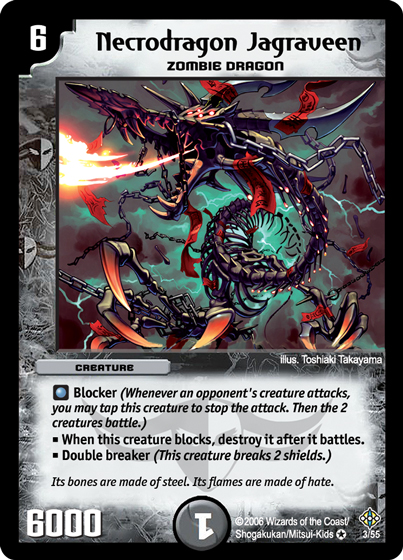 6
Necrodragon Jagraveen
ZOMBIE DRAGON
illus. Toshiaki Takayama
CREATURE
Blocker (Whenever an opponent's creature attacks,
you may tap this creature to stop the attack. Then the 2
creatures battle.)
▪ When this creature blocks, destroy it after it battles.
▪ Double breaker (This creature breaks 2 shields.)
Its bones are made of steel. Its flames are made of hate.
6000
1
© 2006 Wizards of the Coast/
Shogakukan/Mitsui-Kids ✪ 3/55